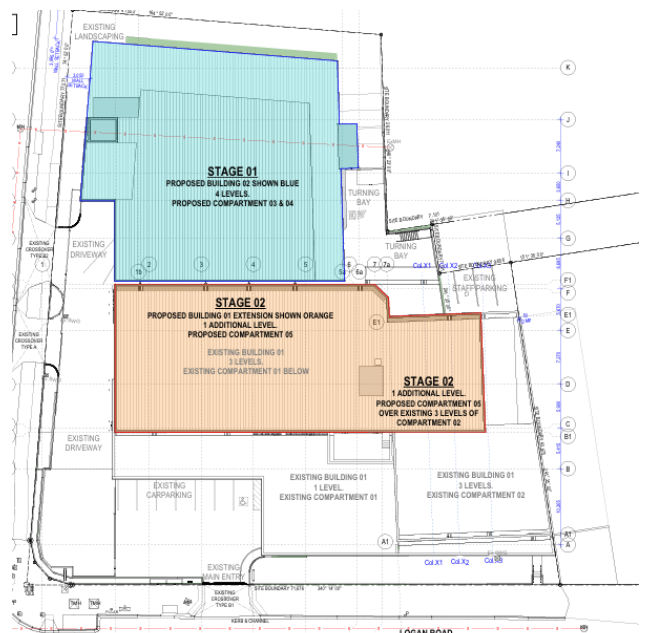 EXISTING
LANDSCAPING
K
J
STAGE 01
PROPOSED BUILDING 02 SHOWN BLUE
4 LEVELS.
PROPOSED COMPARTMENT 03 & 04
I
H
TURNING
BAY
SITE BOUNDARY
G
EXISTING
DRIVEWAY
TURNING
BAY
EXISTING
CROSSOVER
1
1b
2
3
4
5
6
7
7a
5a
6a
Col.X1
Col.X2
F1
EXISTING
STAFF PARKING
F
STAGE 02
PROPOSED BUILDING 01 EXTENSION SHOWN ORANGE
1 ADDITIONAL LEVEL.
PROPOSED COMPARTMENT 05
E1
E1
E
EXISTING
CROSSOVER
TYPE A
EXISTING BUILDING 01
3 LEVELS.
EXISTING COMPARTMENT 01 BELOW
STAGE 02
1 ADDITIONAL LEVEL.
PROPOSED COMPARTMENT 05
OVER EXISTING 3 LEVELS OF
COMPARTMENT 02
D
C
B1
EXISTING
DRIVEWAY
B
EXISTING
CARPARKING
EXISTING BUILDING 01
1 LEVEL.
EXISTING COMPARTMENT 01
EXISTING BUILDING 01
3 LEVELS.
EXISTING COMPARTMENT 02
A1
A1
A
Col.X1
Col.X2
EXISTING
MAIN ENTRY
EXISTING
CROSSOVER
TYPE B1
KERB & CHANNEL
LOGAN ROAD